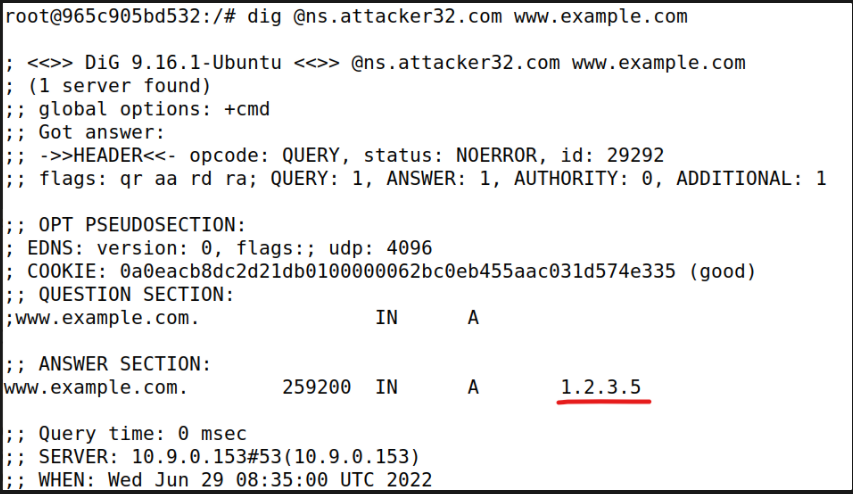 root@965c905bd532:/# dig @ns.attacker32.com www.example.com
; <<>> DiG 9.16.1-Ubuntu <<>> @ns.attacker32.com www.example.com
; (1 server found)
;; global options: +cmd
;; Got answer:
;; ->>HEADER<<- opcode: QUERY, status: NOERROR, id: 29292
;; flags: qr aa rd ra; QUERY: 1, ANSWER: 1, AUTHORITY: 0, ADDITIONAL: 1
;; OPT PSEUDOSECTION:
; EDNS: version: 0, flags:; udp: 4096
; COOKIE: 0a0eacb8dc2d21db0100000062bc0eb455aac031d574e335 (good)
;; QUESTION SECTION:
;www.example.com. IN A
;; ANSWER SECTION:
www.example.com. 259200 IN A 1.2.3.5
;; Query time: 0 msec
;; SERVER: 10.9.0.153#53(10.9.0.153)
;; WHEN: Wed Jun 29 08:35:00 UTC 2022